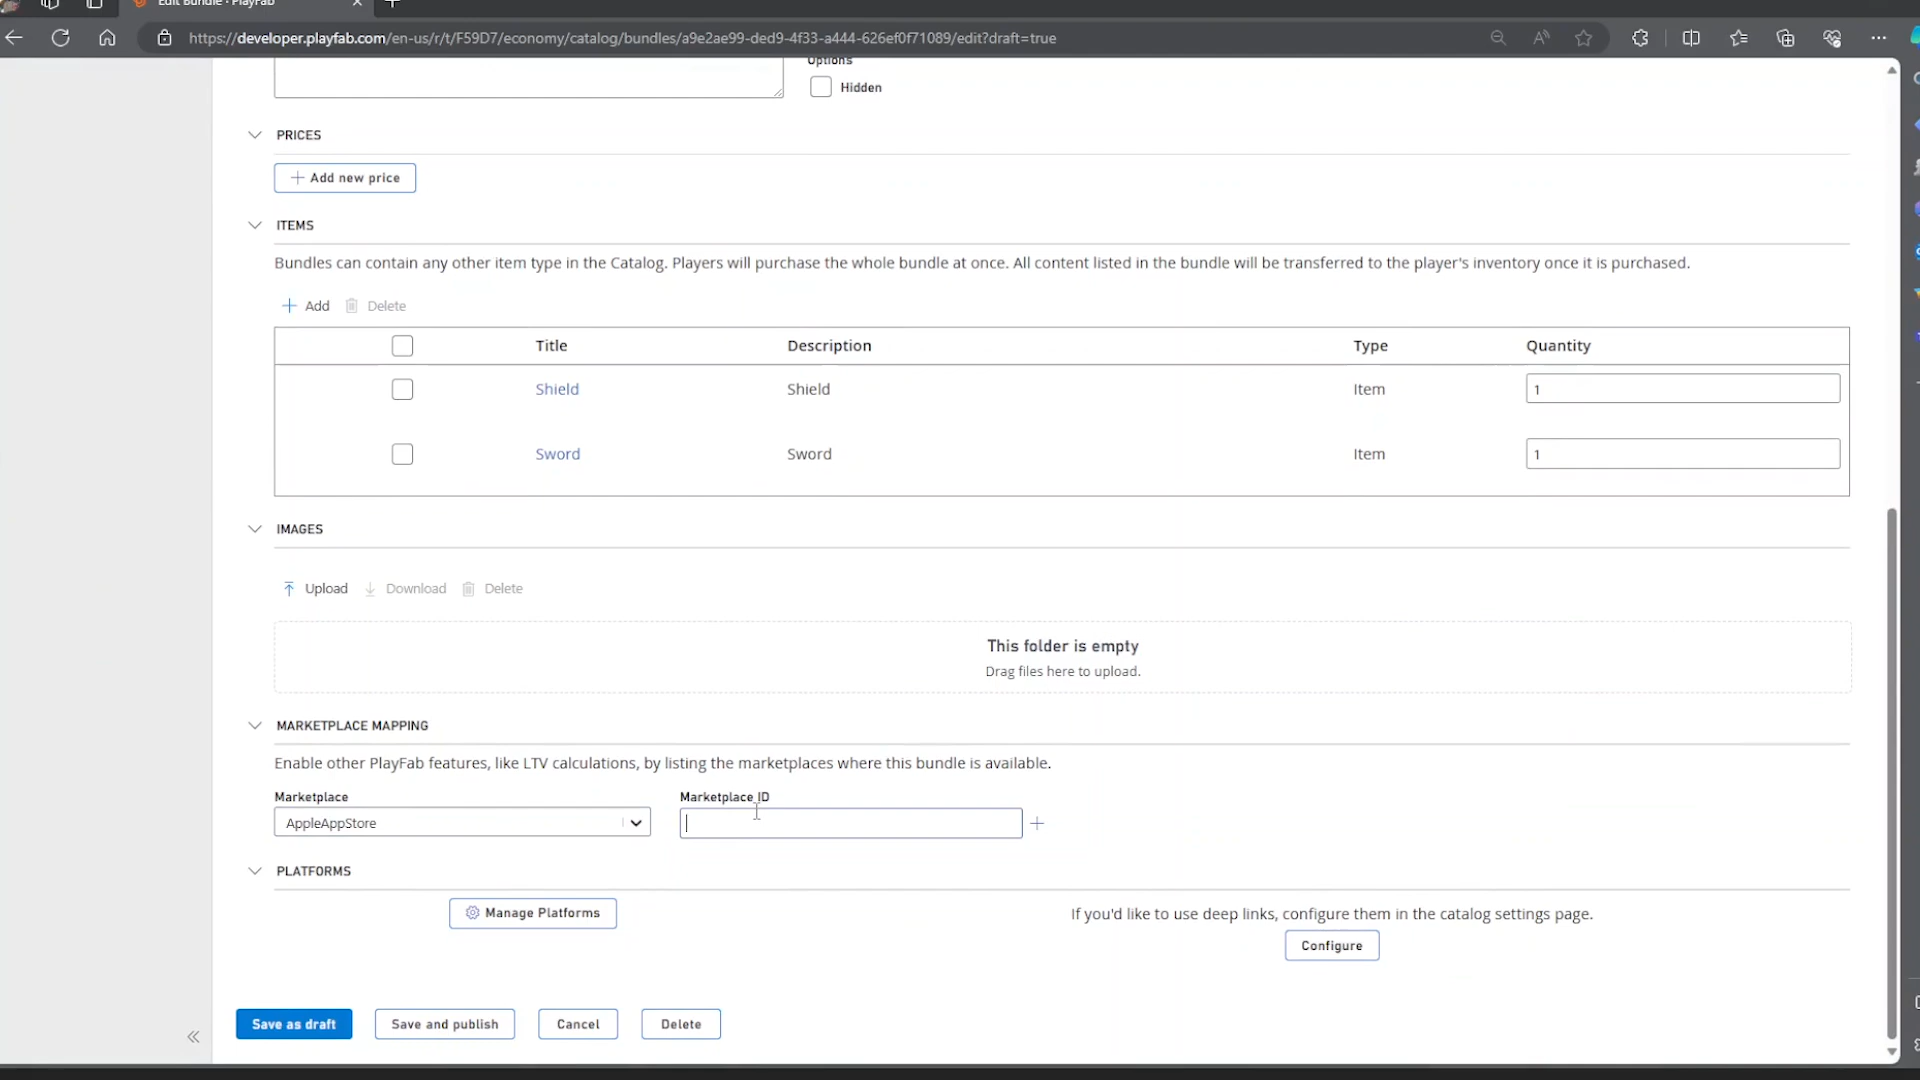 Edit Bundle - PlayFab
https://developer.playfab.com/en-us/r/t/F59D7/economy/catalog/bundles/a9e2ae99-ded9-4f33-a444-626ef0f71089/edit?draft=true
Options
Hidden
PRICES
Add new price
ITEMS
Bundles can contain any other item type in the Catalog. Players will purchase the whole bundle at once. All content listed in the bundle will be transferred to the player's inventory once it is purchased.
Add Delete
Title Description Type Quantity
Shield Shield Item 1
Sword Sword Item 1
IMAGES
Upload Download Delete
This folder is empty
Drag files here to upload.
MARKETPLACE MAPPING
Enable other PlayFab features, like LTV calculations, by listing the marketplaces where this bundle is available.
Marketplace Marketplace ID
AppleAppStore
PLATFORMS
Manage Platforms If you'd like to use deep links, configure them in the catalog settings page.
Configure
Save as draft Save and publish Cancel Delete